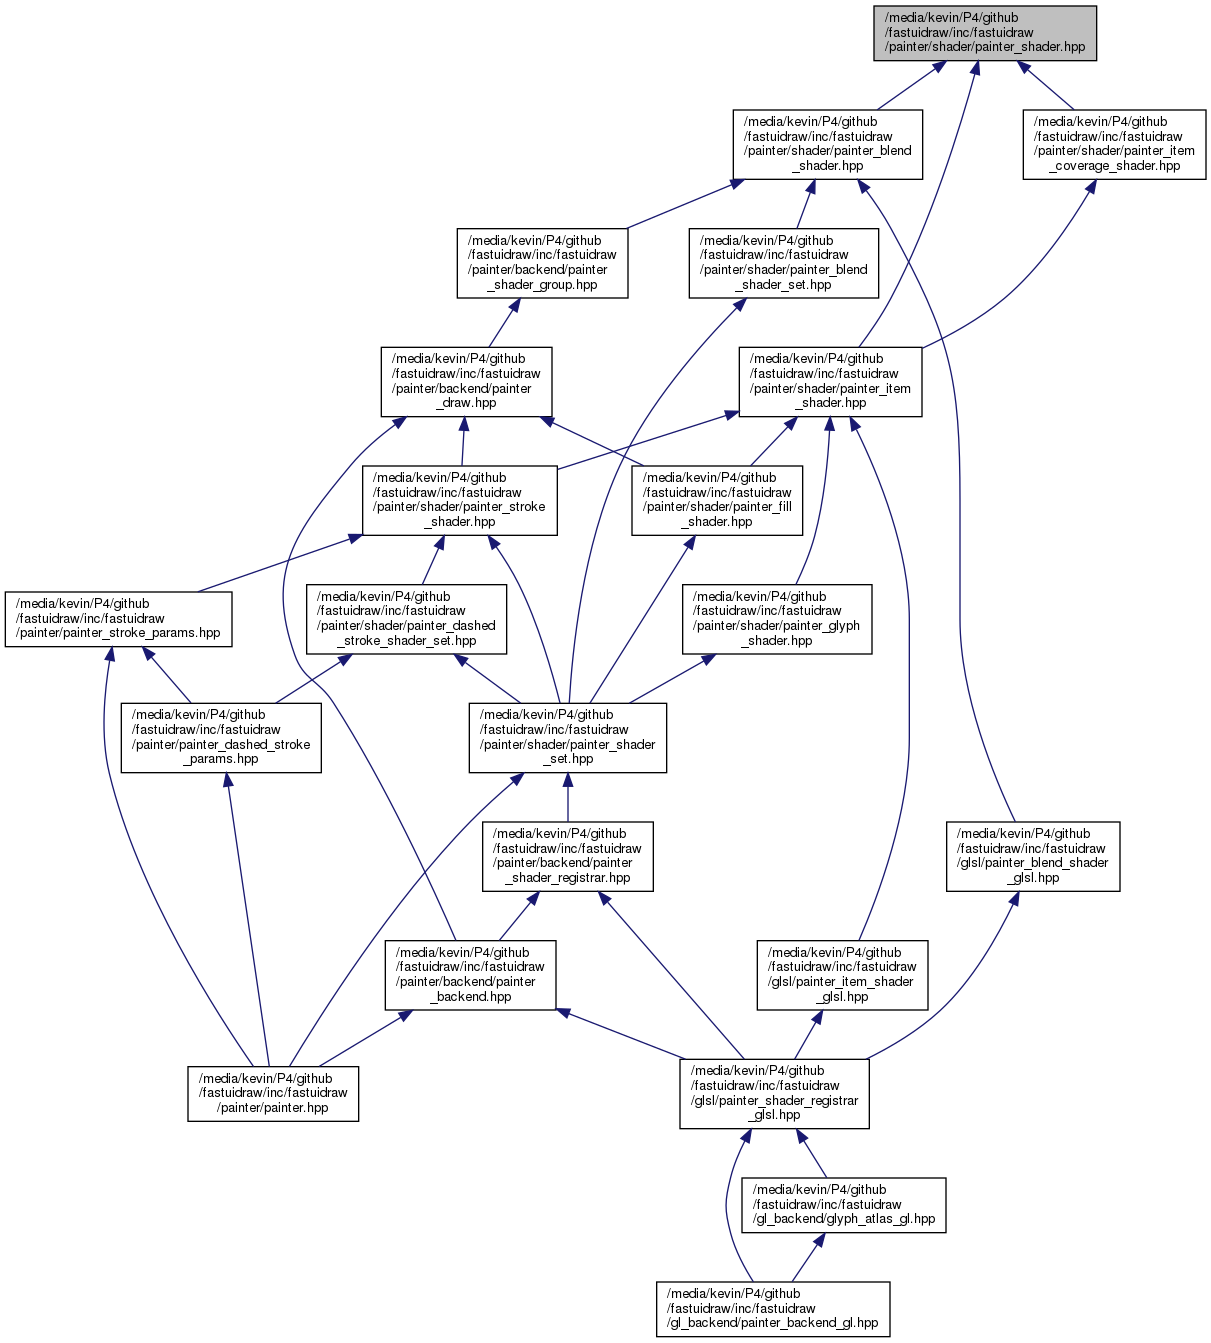 /media/kevin/P4/github
/fastuidraw/inc/fastuidraw
/painter/shader/painter_shader.hpp
/media/kevin/P4/github
/fastuidraw/inc/fastuidraw
/painter/shader/painter_blend
_shader.hpp
/media/kevin/P4/github
/fastuidraw/inc/fastuidraw
/painter/shader/painter_item
_coverage_shader.hpp
/media/kevin/P4/github
/fastuidraw/inc/fastuidraw
/painter/backend/painter
_shader_group.hpp
/media/kevin/P4/github
/fastuidraw/inc/fastuidraw
/painter/shader/painter_blend
_shader_set.hpp
/media/kevin/P4/github
/fastuidraw/inc/fastuidraw
/painter/backend/painter
_draw.hpp
/media/kevin/P4/github
/fastuidraw/inc/fastuidraw
/painter/shader/painter_item
_shader.hpp
/media/kevin/P4/github
/fastuidraw/inc/fastuidraw
/painter/shader/painter_stroke
_shader.hpp
/media/kevin/P4/github
/fastuidraw/inc/fastuidraw
/painter/shader/painter_fill
_shader.hpp
/media/kevin/P4/github
/fastuidraw/inc/fastuidraw
/painter/painter_stroke_params.hpp
/media/kevin/P4/github
/fastuidraw/inc/fastuidraw
/painter/shader/painter_dashed
_stroke_shader_set.hpp
/media/kevin/P4/github
/fastuidraw/inc/fastuidraw
/painter/shader/painter_glyph
_shader.hpp
/media/kevin/P4/github
/fastuidraw/inc/fastuidraw
/painter/painter_dashed_stroke
_params.hpp
/media/kevin/P4/github
/fastuidraw/inc/fastuidraw
/painter/shader/painter_shader
_set.hpp
/media/kevin/P4/github
/fastuidraw/inc/fastuidraw
/painter/backend/painter
_shader_registrar.hpp
/media/kevin/P4/github
/fastuidraw/inc/fastuidraw
/glsl/painter_blend_shader
_glsl.hpp
/media/kevin/P4/github
/fastuidraw/inc/fastuidraw
/painter/backend/painter
_backend.hpp
/media/kevin/P4/github
/fastuidraw/inc/fastuidraw
/glsl/painter_item_shader
_glsl.hpp
/media/kevin/P4/github
/fastuidraw/inc/fastuidraw
/painter/painter.hpp
/media/kevin/P4/github
/fastuidraw/inc/fastuidraw
/glsl/painter_shader_registrar
_glsl.hpp
/media/kevin/P4/github
/fastuidraw/inc/fastuidraw
/gl_backend/glyph_atlas_gl.hpp
/media/kevin/P4/github
/fastuidraw/inc/fastuidraw
/gl_backend/painter_backend_gl.hpp